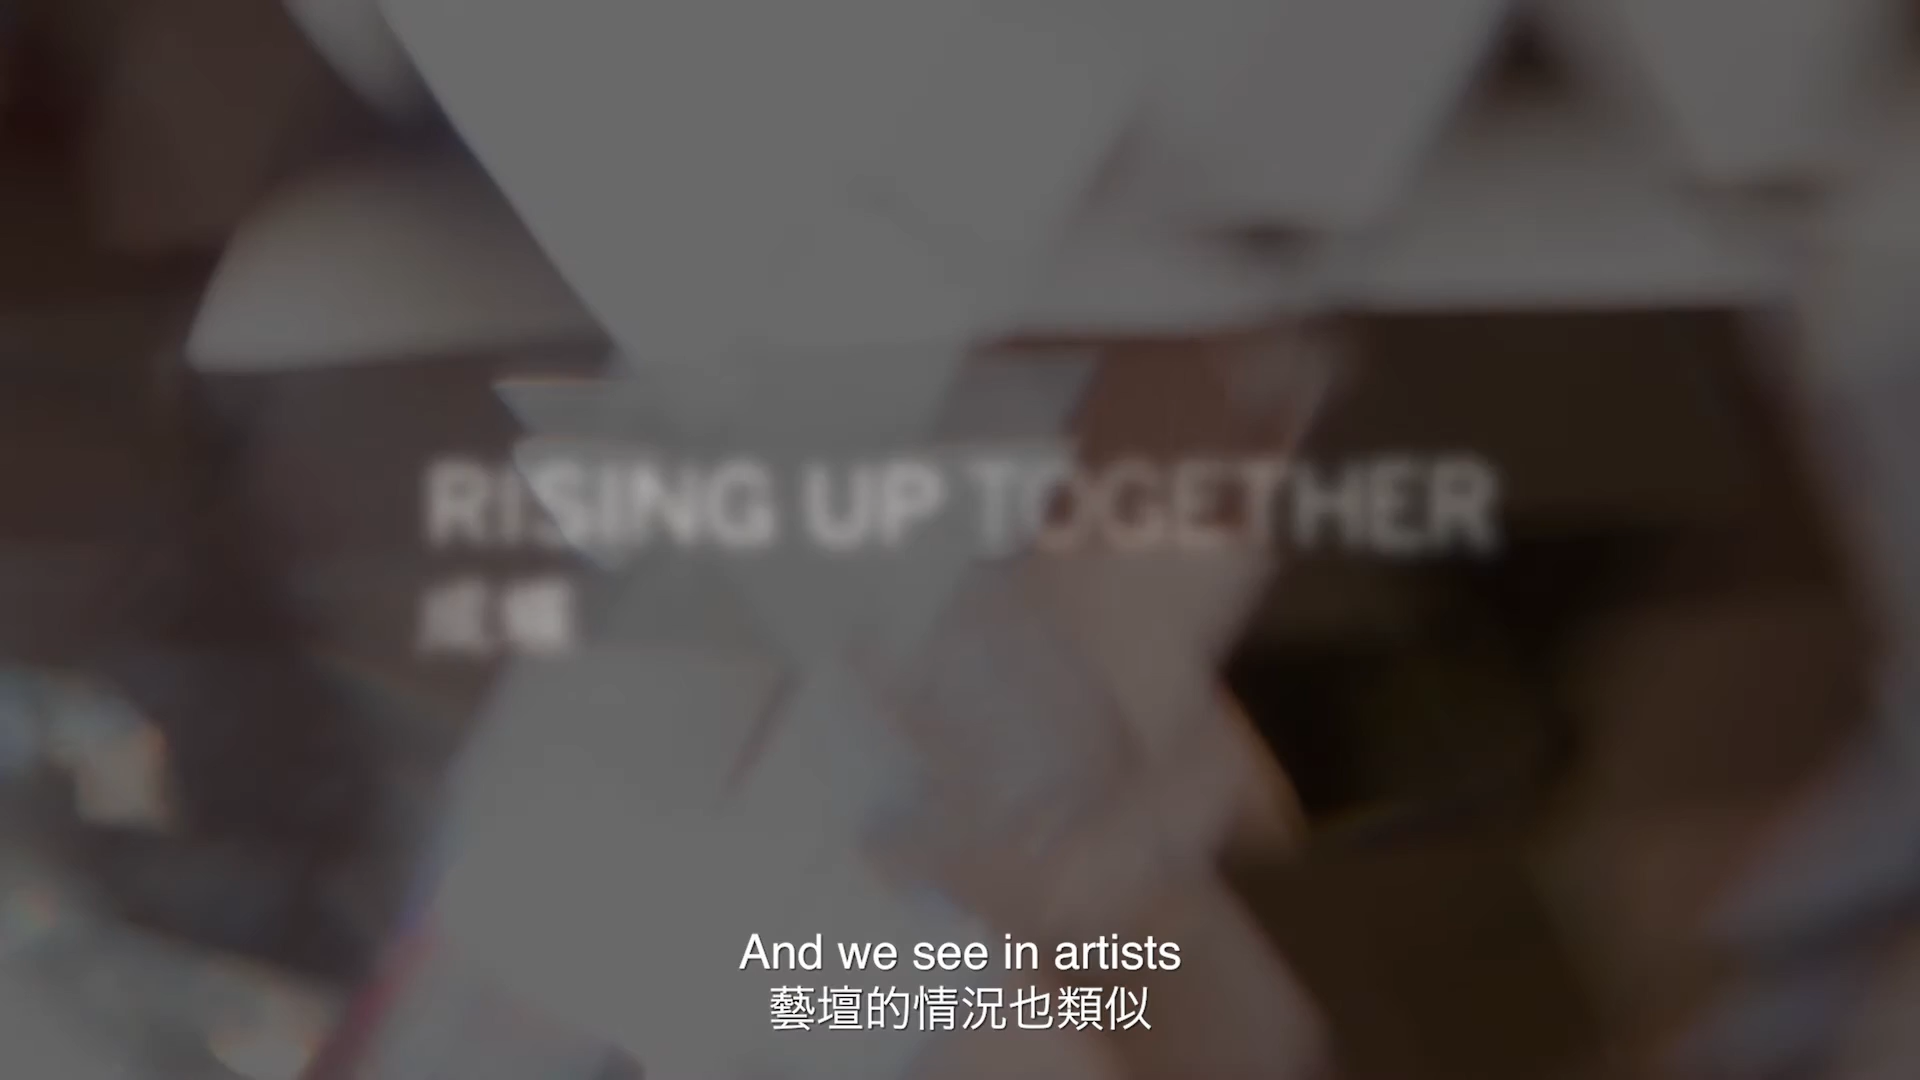 RISING UP TOGETHER
And we see in artists
藝壇的情況也類似